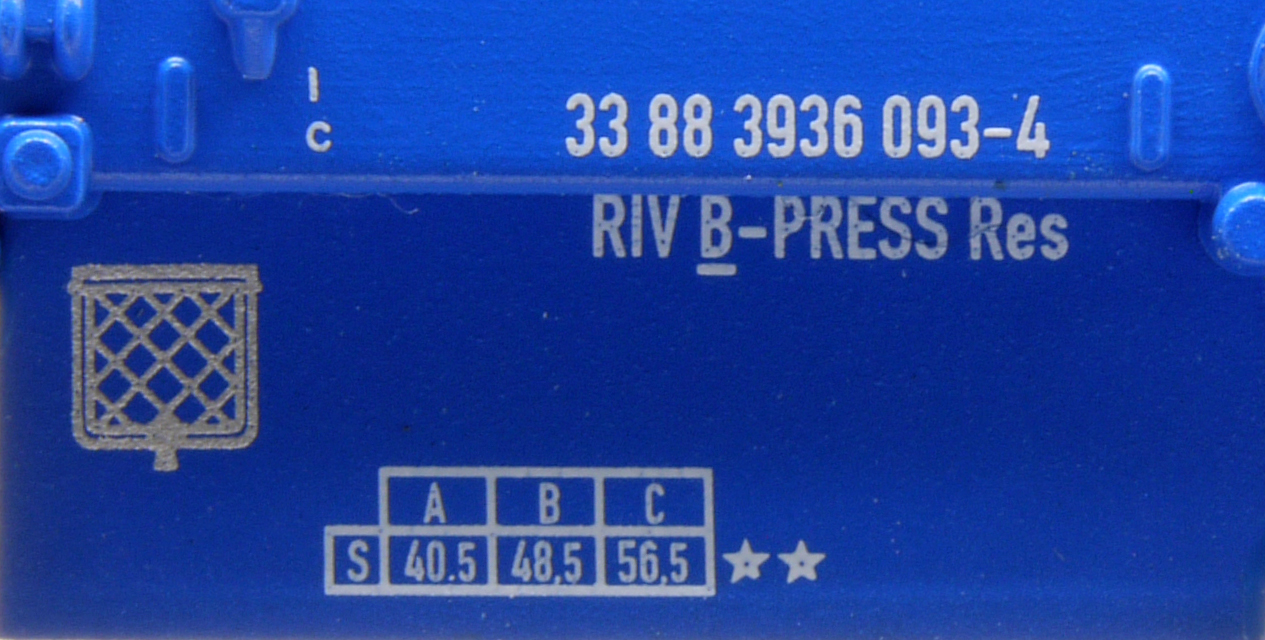 I
C
33 88 3936 093-4
RIV B-PRESS Res
A B C
S 40.5 48,5 56,5 ★★